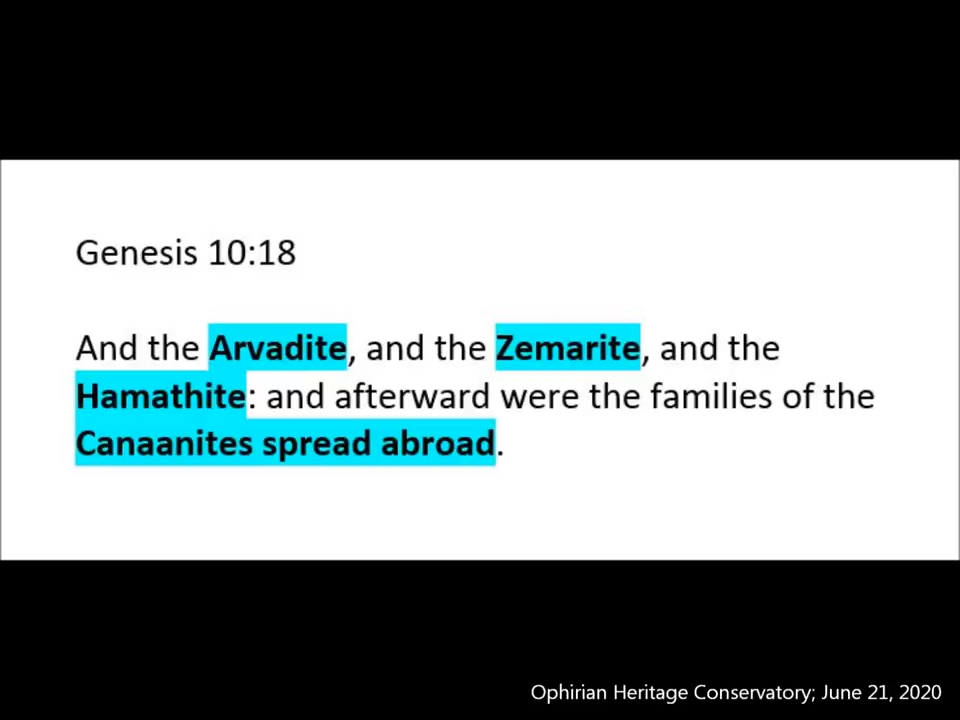 Genesis 10:18
And the Arvadite, and the Zemarite, and the
Hamathite: and afterward were the families of the
Canaanites spread abroad.
Ophirian Heritage Conservatory; June 21, 2020